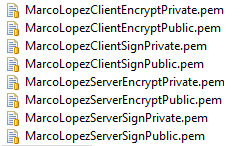 MarcoLopezClientEncryptPrivate.pem
MarcoLopezClientEncryptPublic.pem
MarcoLopezClientSignPrivate.pem
MarcoLopezClientSignPublic.pem
MarcoLopezServerEncryptPrivate.pem
MarcoLopezServerEncryptPublic.pem
MarcoLopezServerSignPrivate.pem
MarcoLopezServerSignPublic.pem